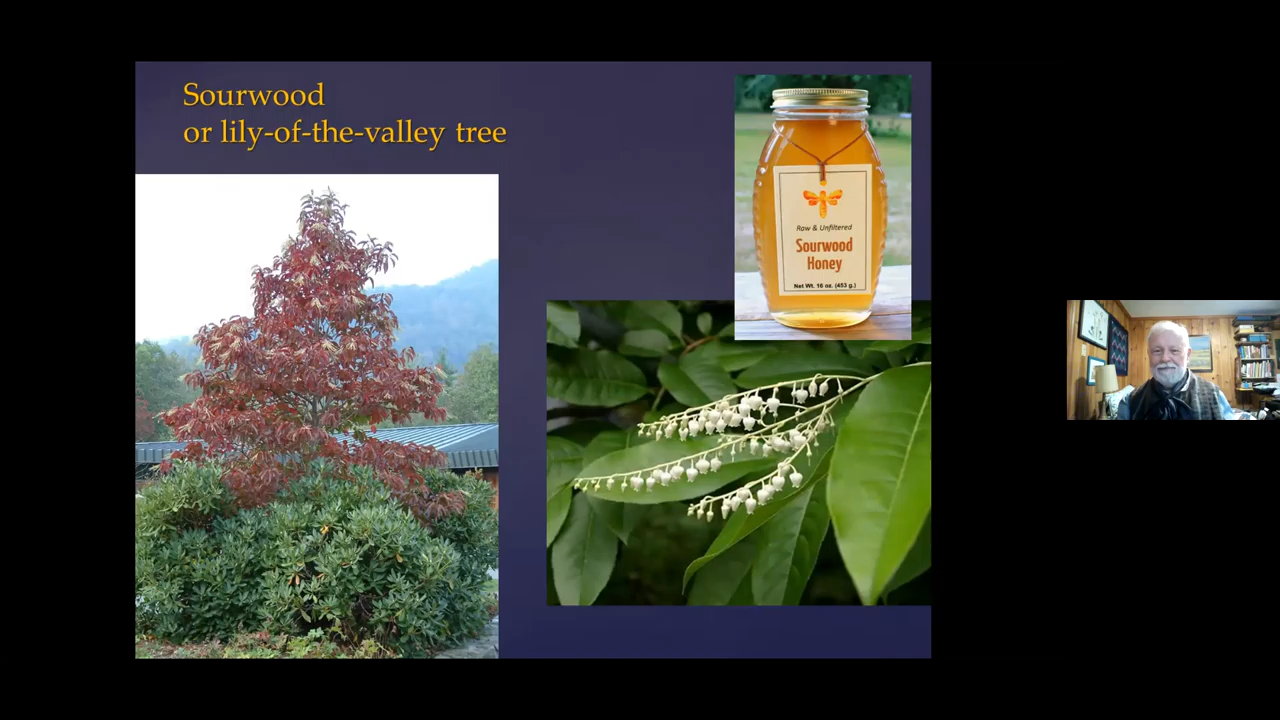 Sourwood
or lily-of-the-valley tree
Raw & Unfiltered
Sourwood
Honey
Net Wt. 16 oz. (453 g.)